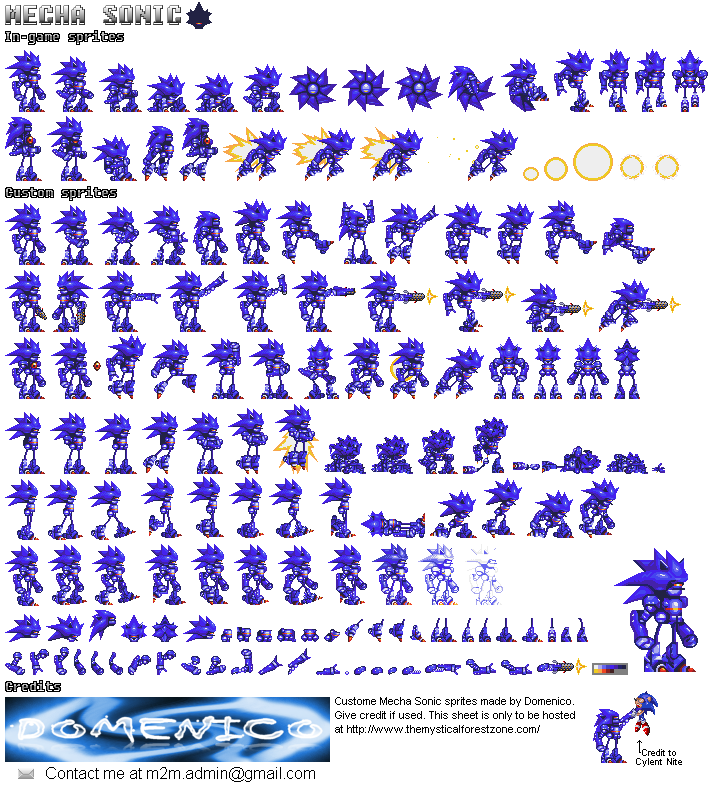 MECHA SONIC
In-game sprites
Custom sprites
Credits
DOMENICO
Custome Mecha Sonic sprites made by Domenico.
Give credit if used. This sheet is only to be hosted
at http://www.themysticalforestzone.com/
Credit to
Cylent Nite
Contact me at m2m.admin@gmail.com